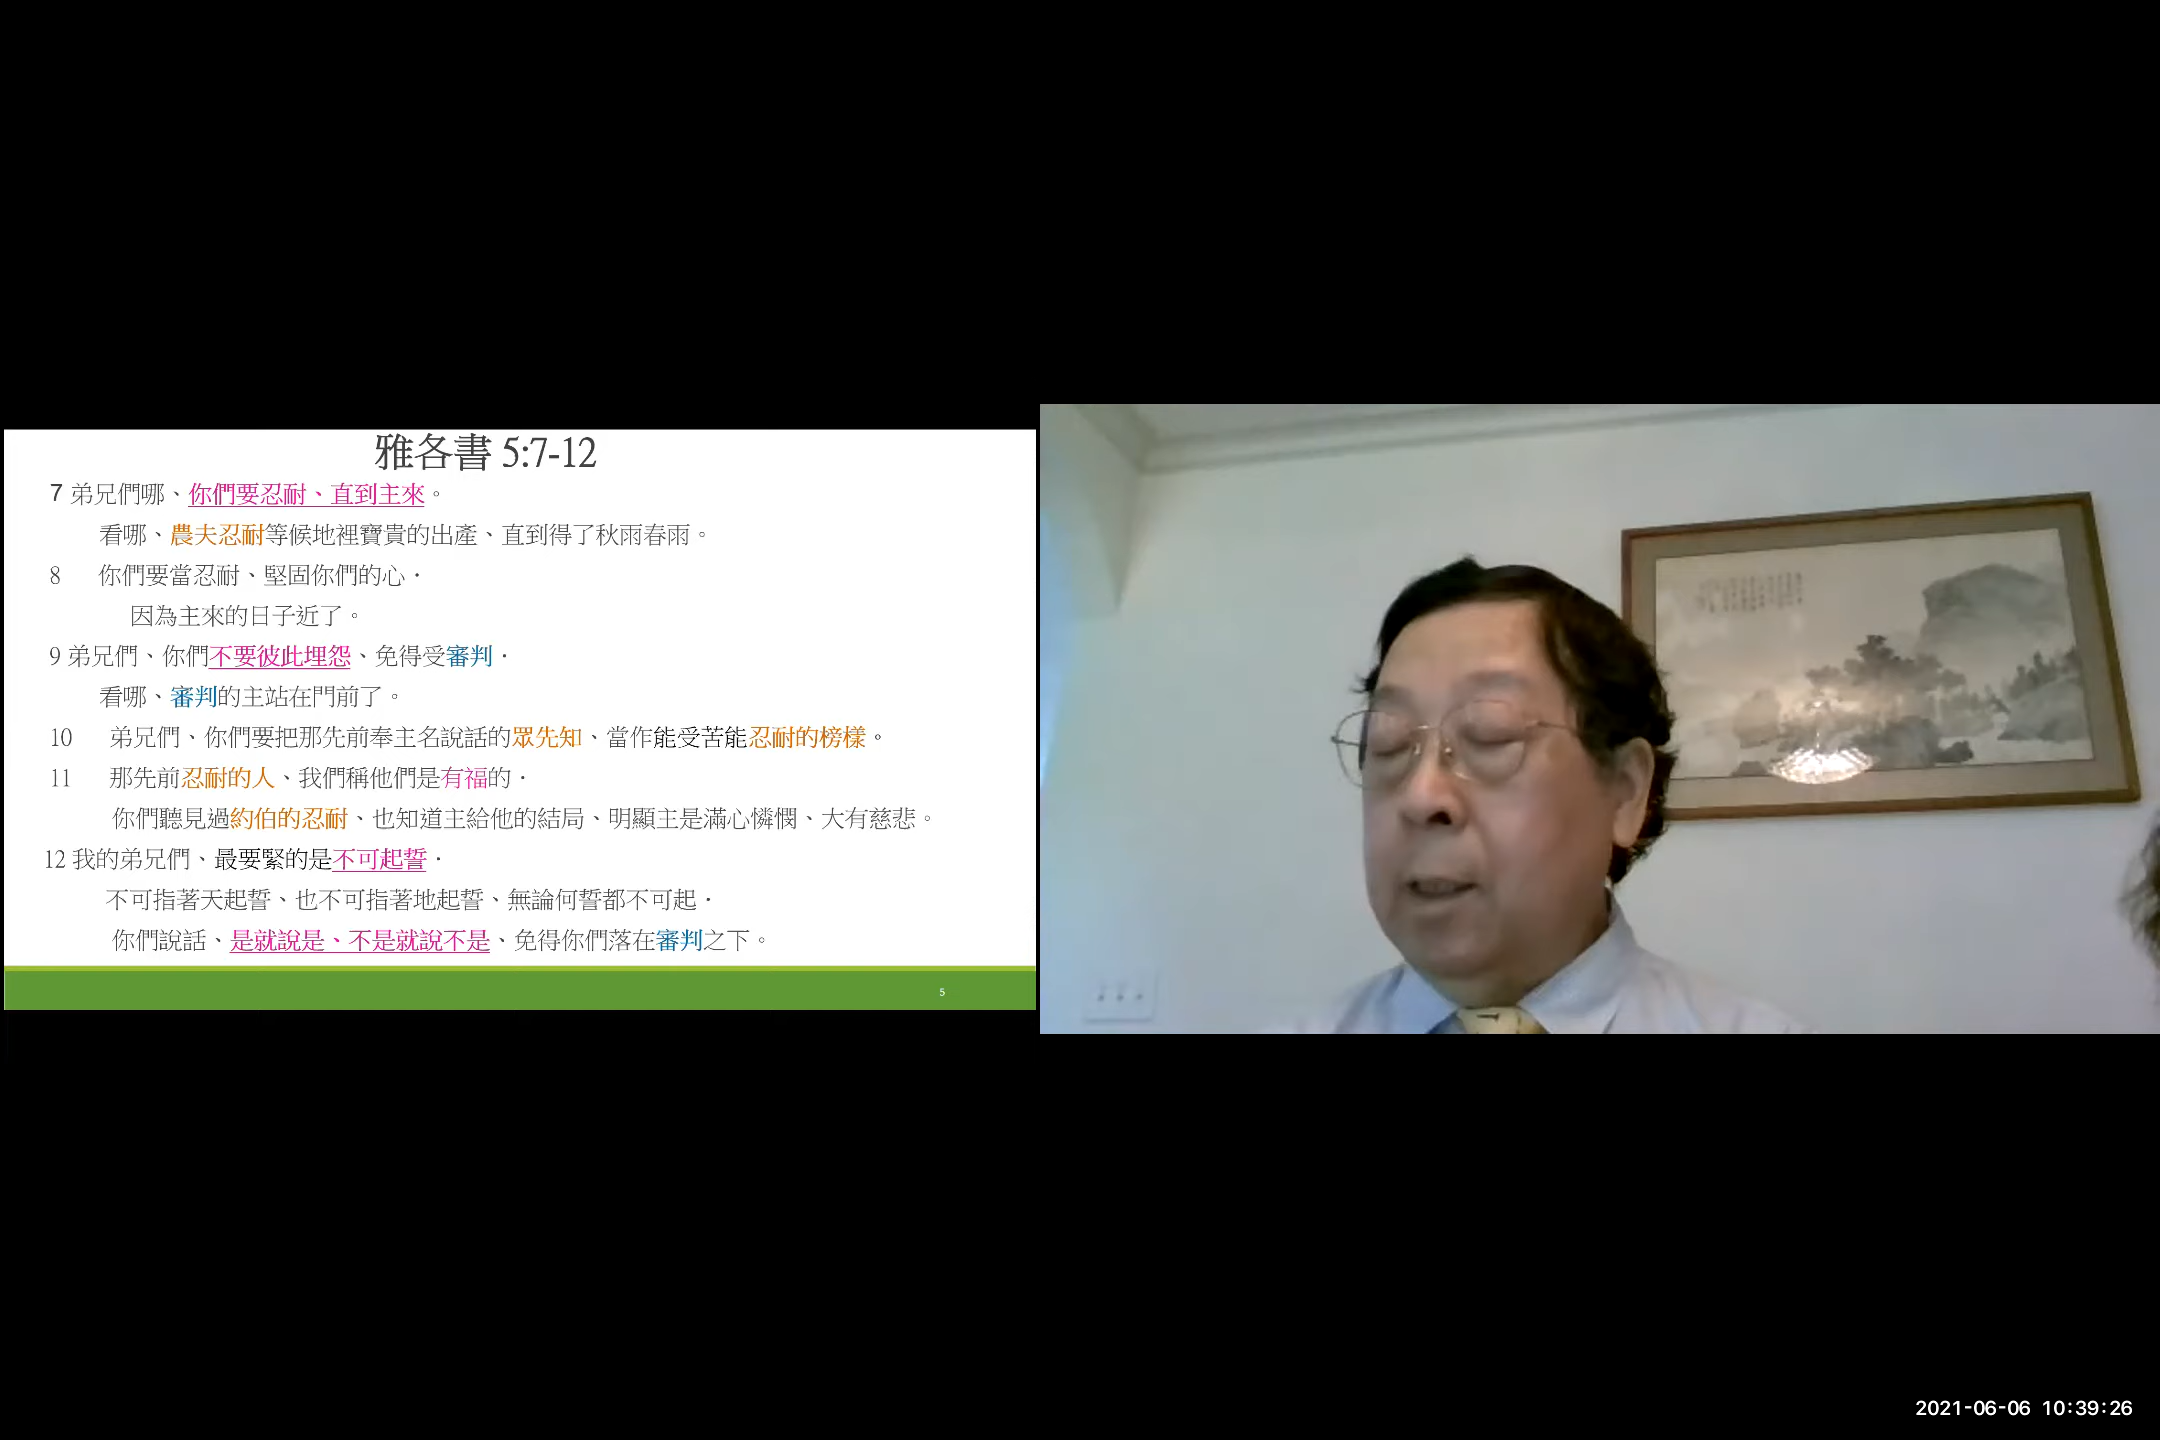 雅各書 5:7-12
7 弟兄們哪、你們要忍耐、直到主來。
看哪、農夫忍耐等候地裡寶貴的出產、直到得了秋雨春雨。
8 你們要當忍耐、堅固你們的心．
因為主來的日子近了。
9 弟兄們、你們不要彼此埋怨、免得受審判．
看哪、審判的主站在門前了。
10 弟兄們、你們要把那先前奉主名說話的眾先知、當作能受苦能忍耐的榜樣。
11 那先前忍耐的人、我們稱他們是有福的．
你們聽見過約伯的忍耐、也知道主給他的結局、明顯主是滿心憐憫、大有慈悲。
12 我的弟兄們、最要緊的是不可起誓．
不可指著天起誓、也不可指著地起誓、無論何誓都不可起．
你們說話、是就說是、不是就說不是、免得你們落在審判之下。
5
2021-06-06 10:39:26